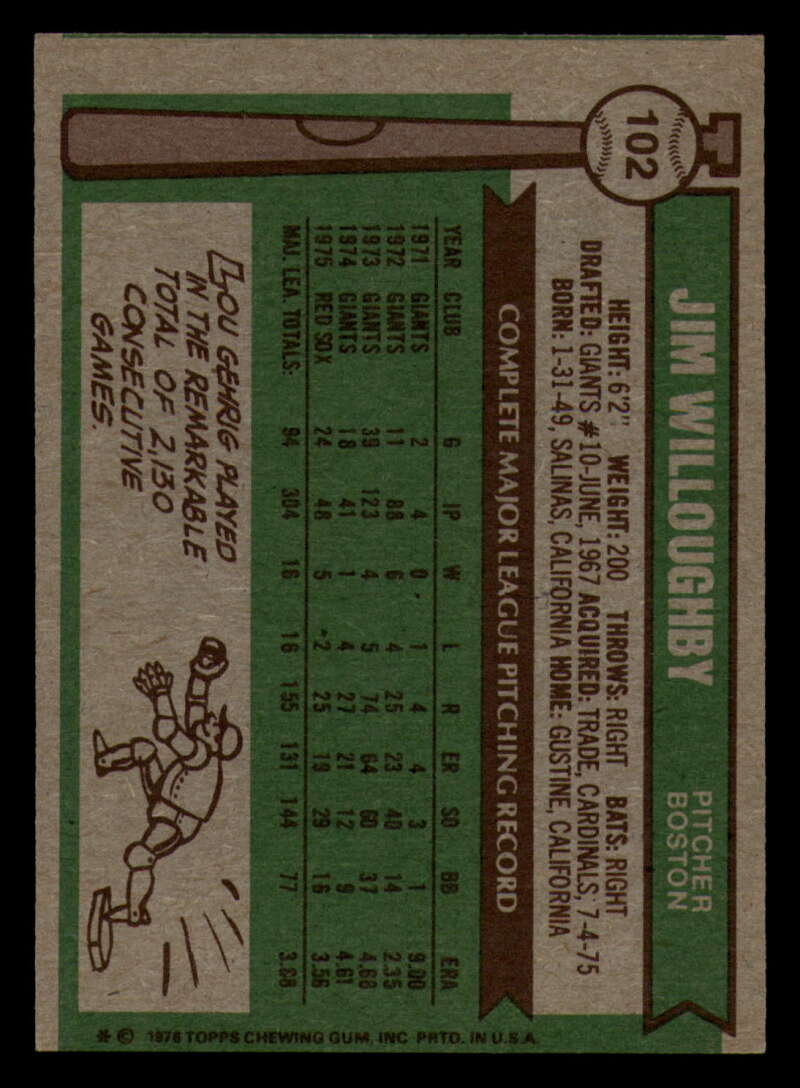 102
T
JIM WILLOUGHBY
PITCHER
BOSTON
HEIGHT: 6'2" WEIGHT: 200 THROWS: RIGHT BATS: RIGHT
DRAFTED: GIANTS #10-JUNE, 1967 ACQUIRED: TRADE, CARDINALS, 7-4-75
BORN: 1-31-49, SALINAS, CALIFORNIA HOME: GUSTINE, CALIFORNIA
COMPLETE MAJOR LEAGUE PITCHING RECORD
YEAR CLUB G IP W L R ER SO BB ERA
1971 GIANTS 2 4 0 1 4 4 3 1 9.00
1972 GIANTS 11 88 6 4 25 23 40 14 2.35
1973 GIANTS 39 123 4 5 74 64 60 37 4.68
1974 GIANTS 18 41 1 4 27 21 12 9 4.61
1975 RED SOX 24 48 5 2 25 19 29 16 3.56
MAJ. LEA. TOTALS: 94 304 16 16 155 131 144 77 3.88
LOU GEHRIG PLAYED
IN THE REMARKABLE
TOTAL OF 2,130
CONSECUTIVE
GAMES.
* © 1976 TOPPS CHEWING GUM, INC. PRTD. IN U.S.A.